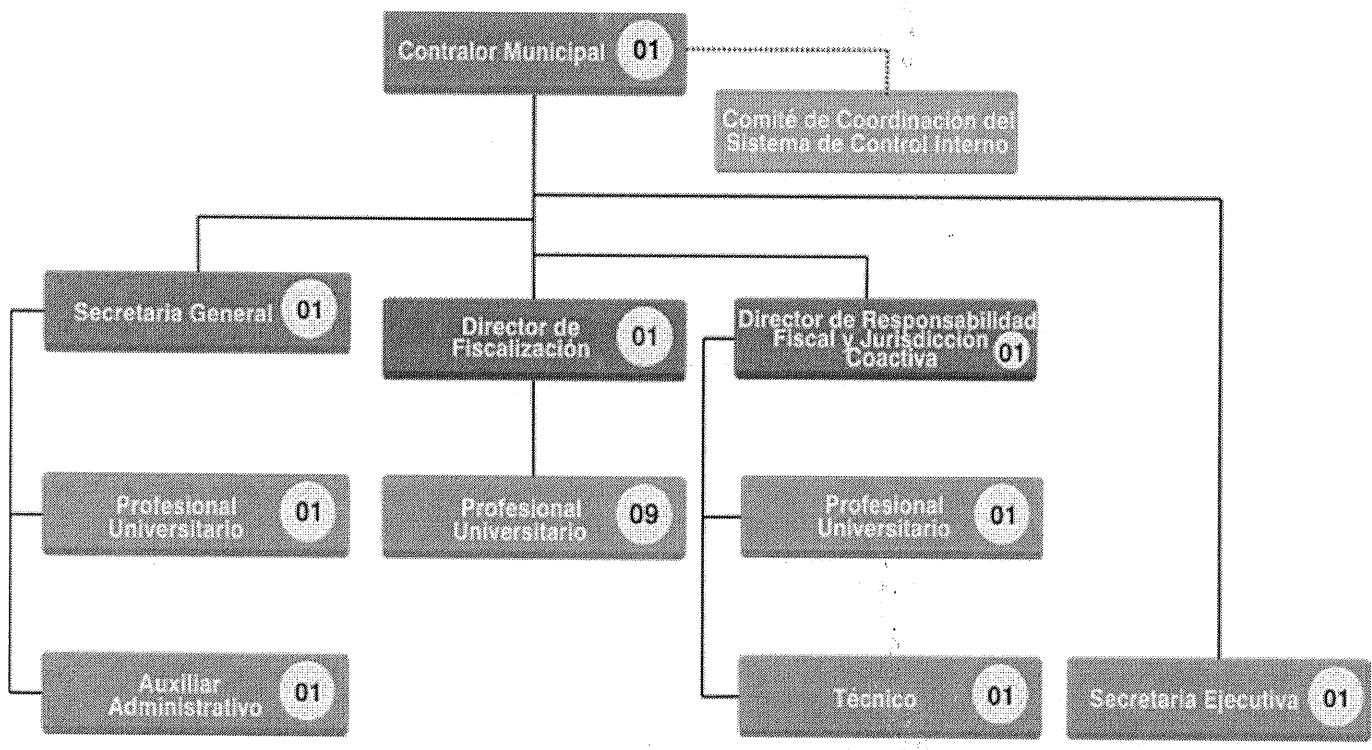 Contralor Municipal 01
Comité de Coordinación del
Sistema de Control Interno
Secretaria General 01
Director de
Fiscalización
01
Director de Responsabilidad
Fiscal y Jurisdicción
Coactiva 01
Profesional
Universitario
01
Profesional
Universitario
09
Profesional
Universitario
01
Auxiliar
Administrativo
01
Técnico 01
Secretaria Ejecutiva 01